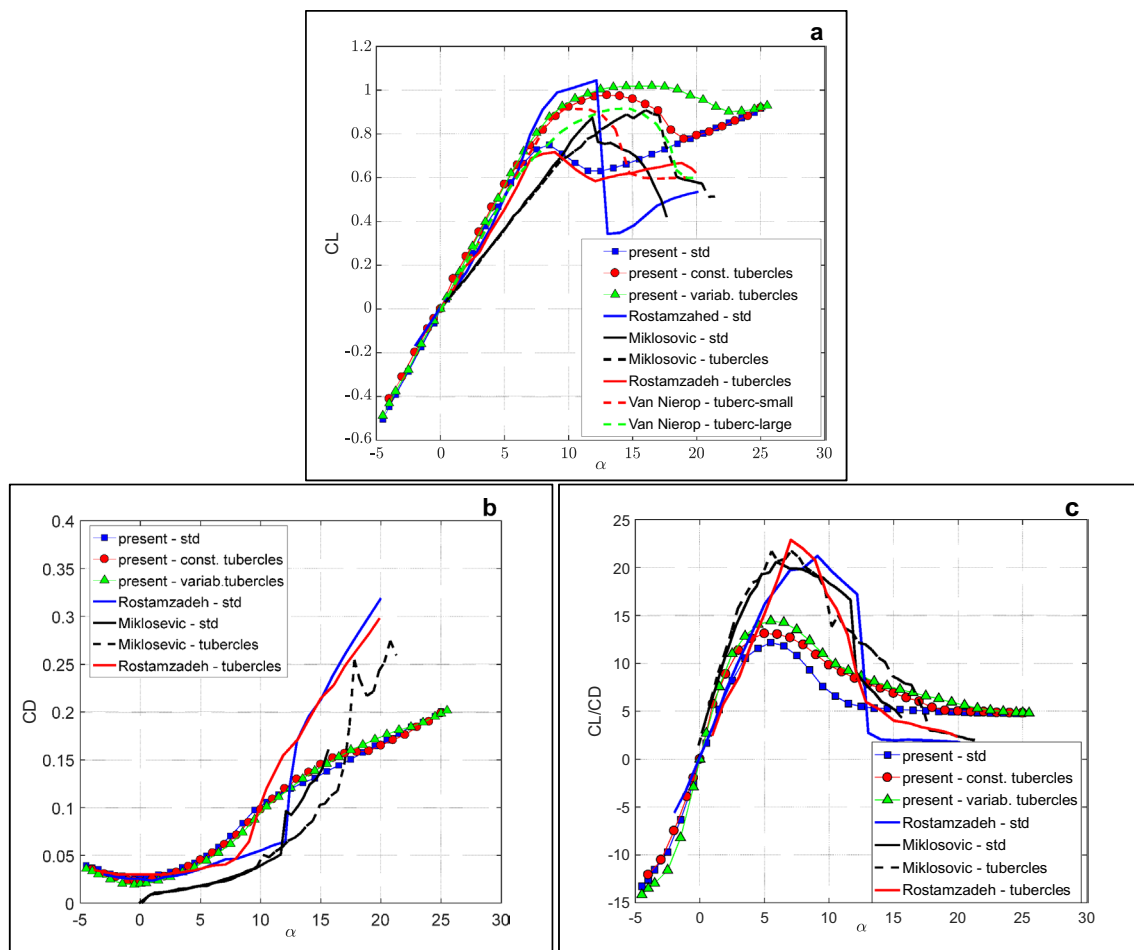 a
CL
1.2
1
0.8
0.6
0.4
0.2
0
-0.2
-0.4
-0.6
-5
0
5
10
15
20
25
30
α
present - std
present - const. tubercles
present - variab. tubercles
Rostamzahed - std
Miklosovic - std
Miklosovic - tubercles
Rostamzadeh - tubercles
Van Nierop - tuberc-small
Van Nierop - tuberc-large
b
CD
0.4
0.35
0.3
0.25
0.2
0.15
0.1
0.05
0
-5
0
5
10
15
20
25
30
α
present - std
present - const. tubercles
present - variab.tubercles
Rostamzadeh - std
Miklosevic - std
Miklosevic - tubercles
Rostamzadeh - tubercles
c
CL/CD
25
20
15
10
5
0
-5
-10
-15
-5
0
5
10
15
20
25
30
α
present - std
present - const. tubercles
present - variab. tubercles
Rostamzadeh - std
Miklosovic - std
Miklosovic - tubercles
Rostamzadeh - tubercles